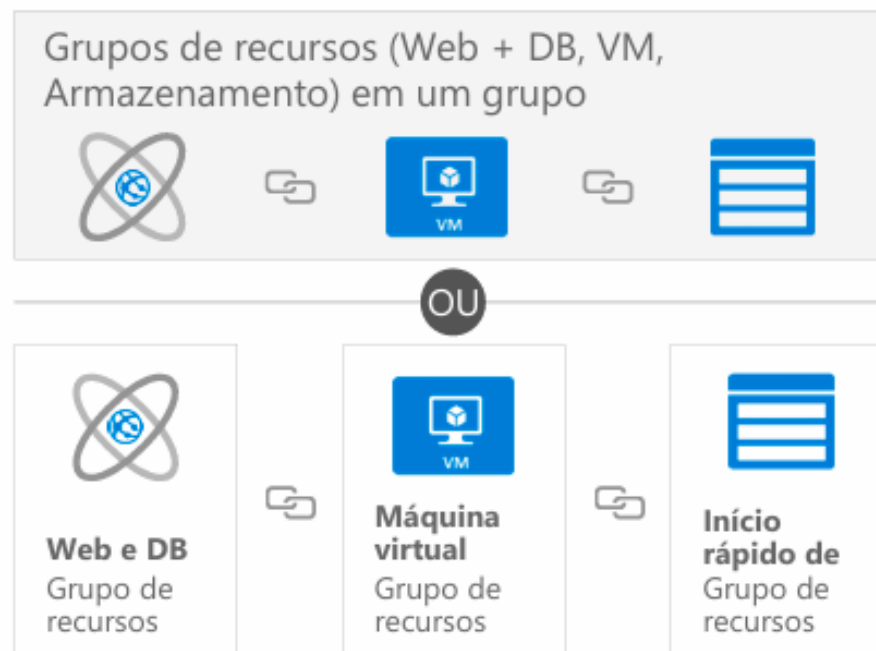 Grupos de recursos (Web + DB, VM,
Armazenamento) em um grupo
VM
OU
VM
Web e DB
Grupo de
recursos
Máquina
virtual
Grupo de
recursos
Início
rápido de
Grupo de
recursos